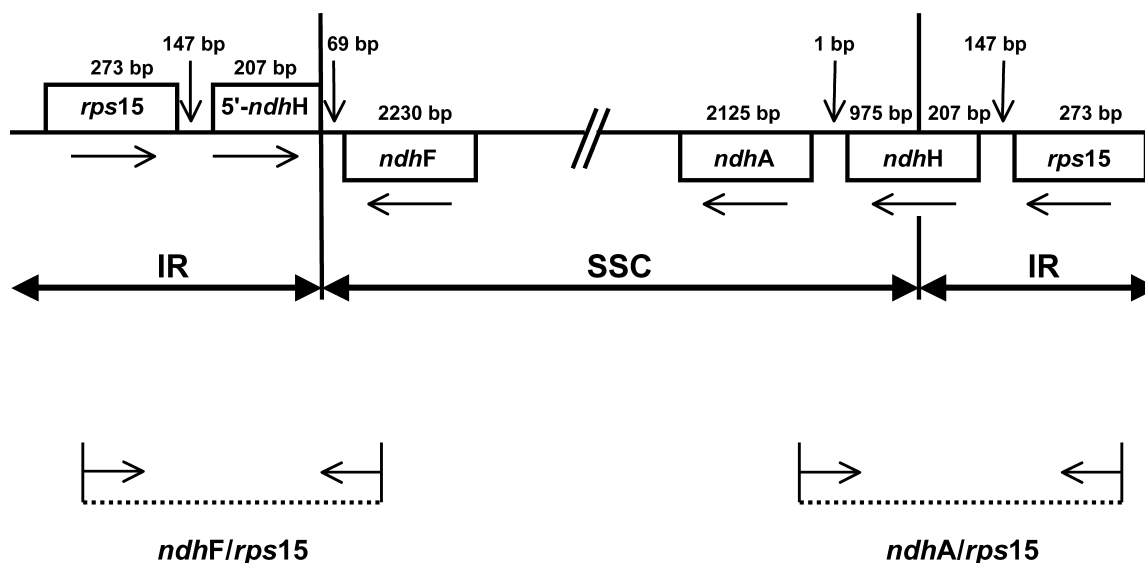 147 bp 69 bp 1 bp 147 bp
273 bp 207 bp 2230 bp 2125 bp 975 bp 207 bp 273 bp
rps15 5'-ndhH
ndhF ndhA ndhH rps15
IR SSC IR
ndhF/rps15 ndhA/rps15